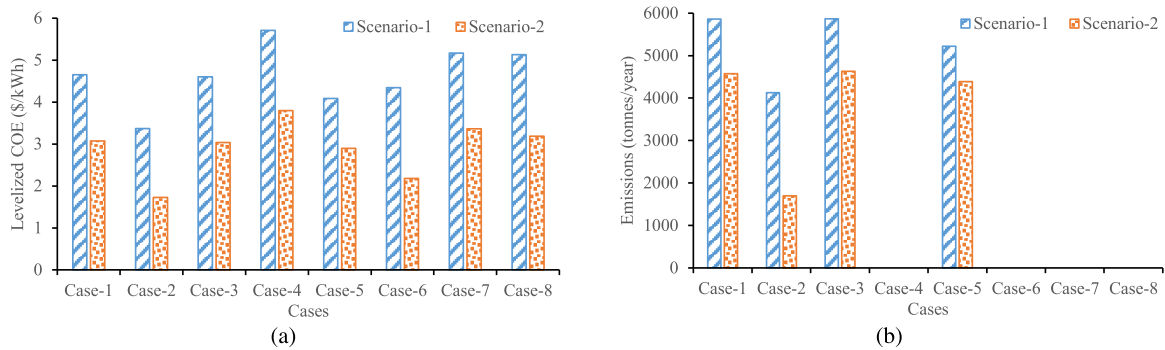 Levelized COE ($/kWh)
6
5
4
3
2
1
0
Scenario-1 Scenario-2
Case-1 Case-2 Case-3 Case-4 Case-5 Case-6 Case-7 Case-8
Cases
(a)
Emissions (tonnes/year)
6000
5000
4000
3000
2000
1000
0
Scenario-1 Scenario-2
Case-1 Case-2 Case-3 Case-4 Case-5 Case-6 Case-7 Case-8
Cases
(b)